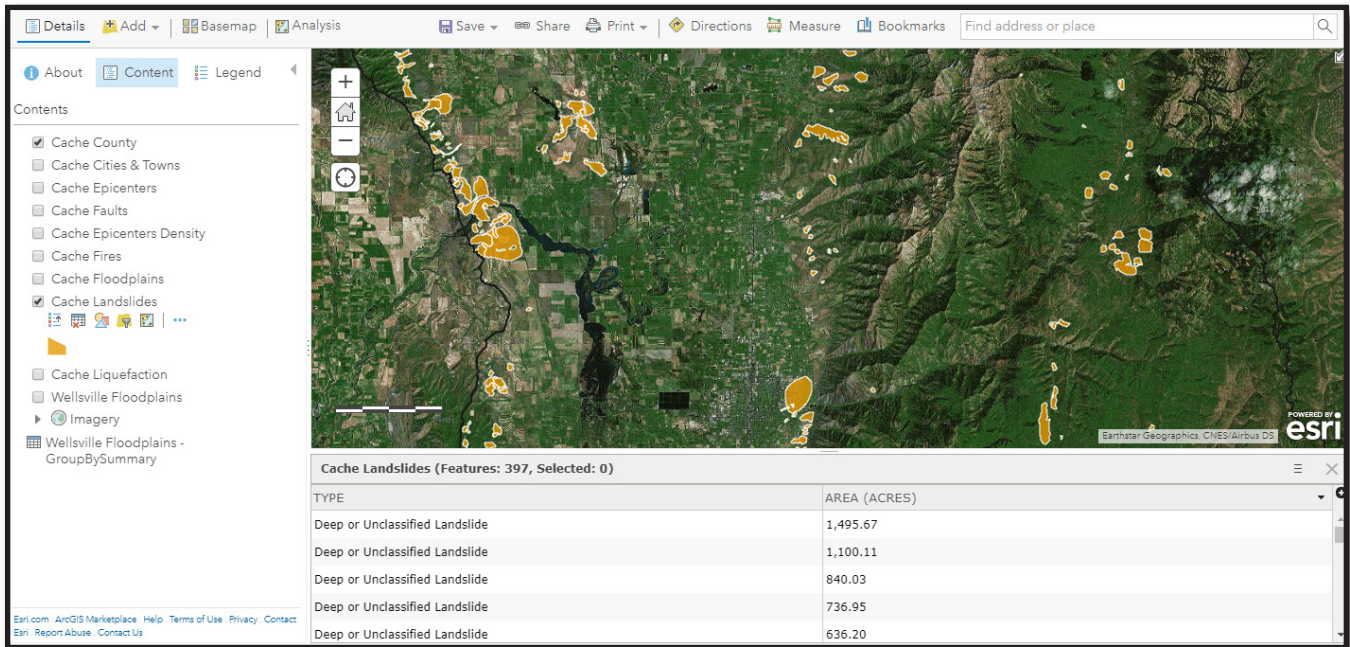 Details Add Basemap Analysis Save Share Print Directions Measure Bookmarks Find address or place
About Content Legend
Contents
Cache County
Cache Cities & Towns
Cache Epicenters
Cache Faults
Cache Epicenters Density
Cache Fires
Cache Floodplains
Cache Landslides
Cache Liquefaction
Wellsville Floodplains
Imagery
Wellsville Floodplains -
GroupBySummary
Esri.com . ArcGIS Marketplace . Help . Terms of Use . Privacy . Contact
Esri . Report Abuse . Contact Us
POWERED BY
esri
Earthstar Geographics, CNES/Airbus DS
Cache Landslides (Features: 397, Selected: 0)
TYPE AREA (ACRES)
Deep or Unclassified Landslide 1,495.67
Deep or Unclassified Landslide 1,100.11
Deep or Unclassified Landslide 840.03
Deep or Unclassified Landslide 736.95
Deep or Unclassified Landslide 636.20